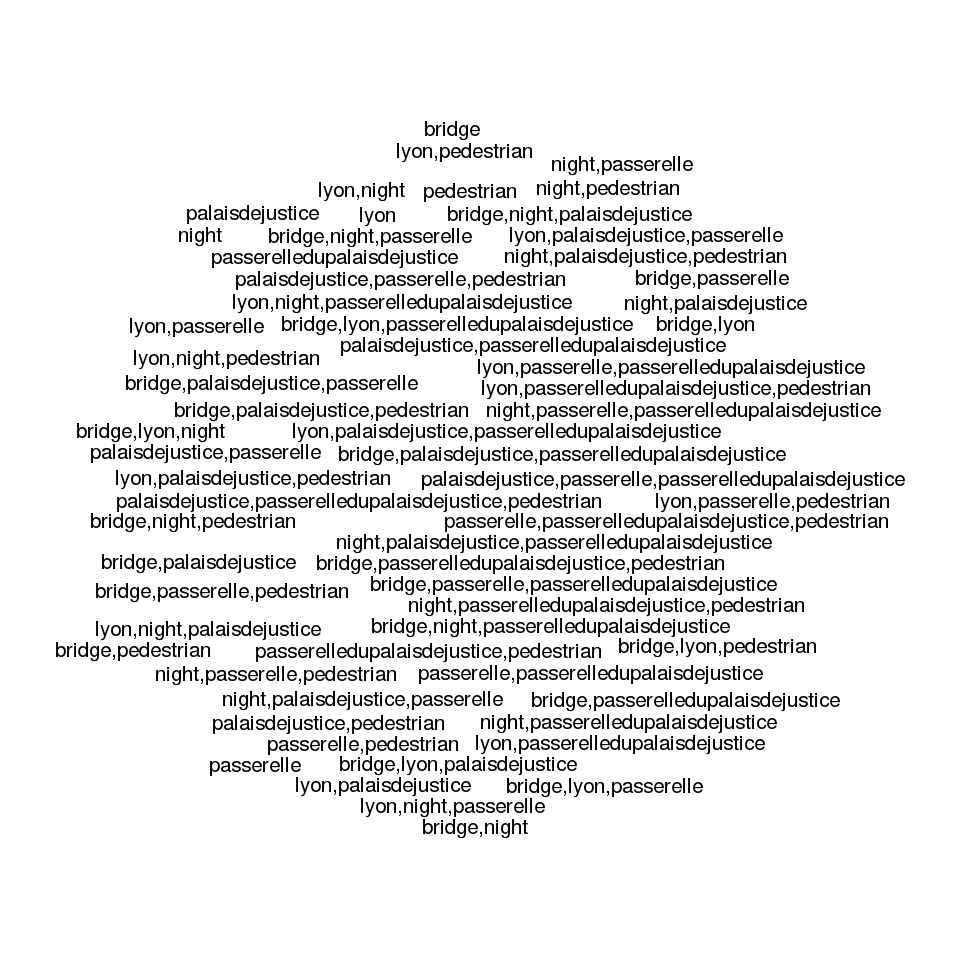 bridge
lyon,pedestrian
night,passerelle
lyon,night pedestrian night,pedestrian
palaisdejustice lyon bridge,night,palaisdejustice
night bridge,night,passerelle lyon,palaisdejustice,passerelle
passerelledupalaisdejustice night,palaisdejustice,pedestrian
palaisdejustice,passerelle,pedestrian bridge,passerelle
lyon,night,passerelledupalaisdejustice night,palaisdejustice
lyon,passerelle bridge,lyon,passerelledupalaisdejustice bridge,lyon
palaisdejustice,passerelledupalaisdejustice
lyon,night,pedestrian
lyon,passerelle,passerelledupalaisdejustice
bridge,palaisdejustice,passerelle lyon,passerelledupalaisdejustice,pedestrian
bridge,palaisdejustice,pedestrian night,passerelle,passerelledupalaisdejustice
bridge,lyon,night lyon,palaisdejustice,passerelledupalaisdejustice
palaisdejustice,passerelle bridge,palaisdejustice,passerelledupalaisdejustice
lyon,palaisdejustice,pedestrian palaisdejustice,passerelle,passerelledupalaisdejustice
palaisdejustice,passerelledupalaisdejustice,pedestrian lyon,passerelle,pedestrian
bridge,night,pedestrian passerelle,passerelledupalaisdejustice,pedestrian
night,palaisdejustice,passerelledupalaisdejustice
bridge,palaisdejustice bridge,passerelledupalaisdejustice,pedestrian
bridge,passerelle,pedestrian bridge,passerelle,passerelledupalaisdejustice
night,passerelledupalaisdejustice,pedestrian
lyon,night,palaisdejustice bridge,night,passerelledupalaisdejustice
bridge,pedestrian passerelledupalaisdejustice,pedestrian bridge,lyon,pedestrian
night,passerelle,pedestrian passerelle,passerelledupalaisdejustice
night,palaisdejustice,passerelle bridge,passerelledupalaisdejustice
palaisdejustice,pedestrian night,passerelledupalaisdejustice
passerelle,pedestrian lyon,passerelledupalaisdejustice
passerelle bridge,lyon,palaisdejustice
lyon,palaisdejustice bridge,lyon,passerelle
lyon,night,passerelle
bridge,night